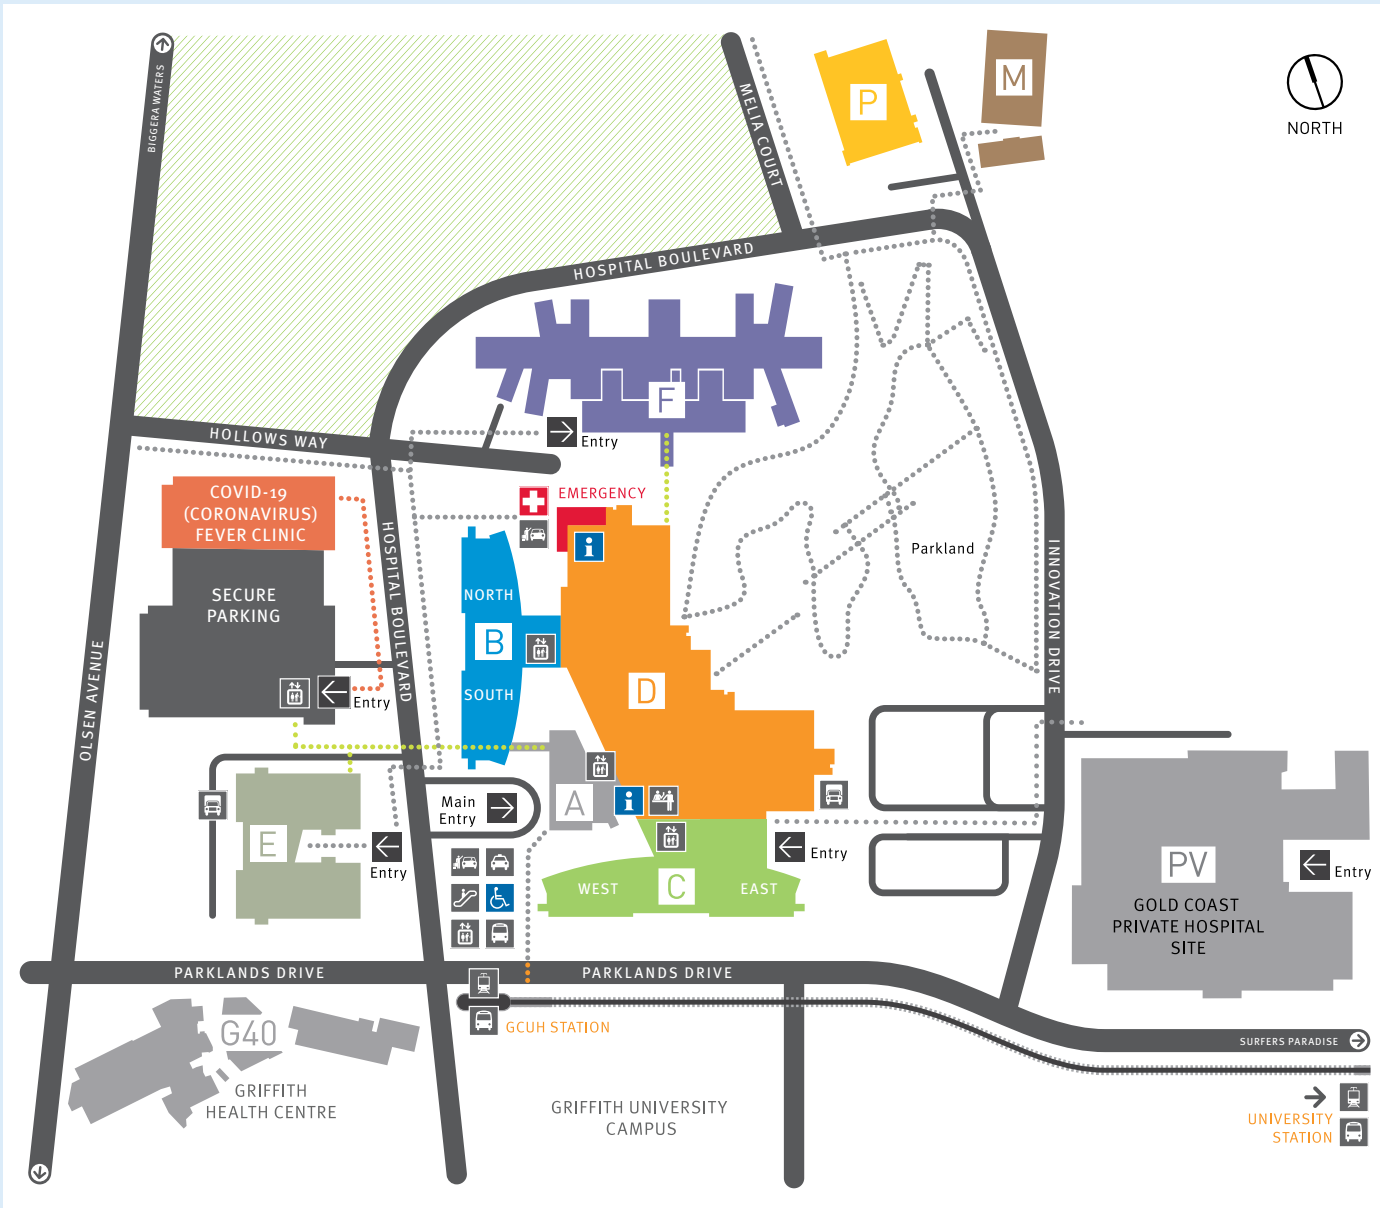 BIGGERA WATERS
MELIA COURT
P
M
NORTH
HOSPITAL BOULEVARD
HOLLOWS WAY
F
Entry
COVID-19
(CORONAVIRUS)
FEVER CLINIC
EMERGENCY
i
SECURE
PARKING
HOSPITAL BOULEVARD
NORTH
B
SOUTH
D
Parkland
INNOVATION DRIVE
OLSEN AVENUE
Entry
Main
Entry
A
i
E
Entry
Entry
WEST
C
EAST
PV
Entry
GOLD COAST
PRIVATE HOSPITAL
SITE
PARKLANDS DRIVE
PARKLANDS DRIVE
GCUH STATION
G40
GRIFFITH
HEALTH CENTRE
GRIFFITH UNIVERSITY
CAMPUS
SURFERS PARADISE
UNIVERSITY
STATION